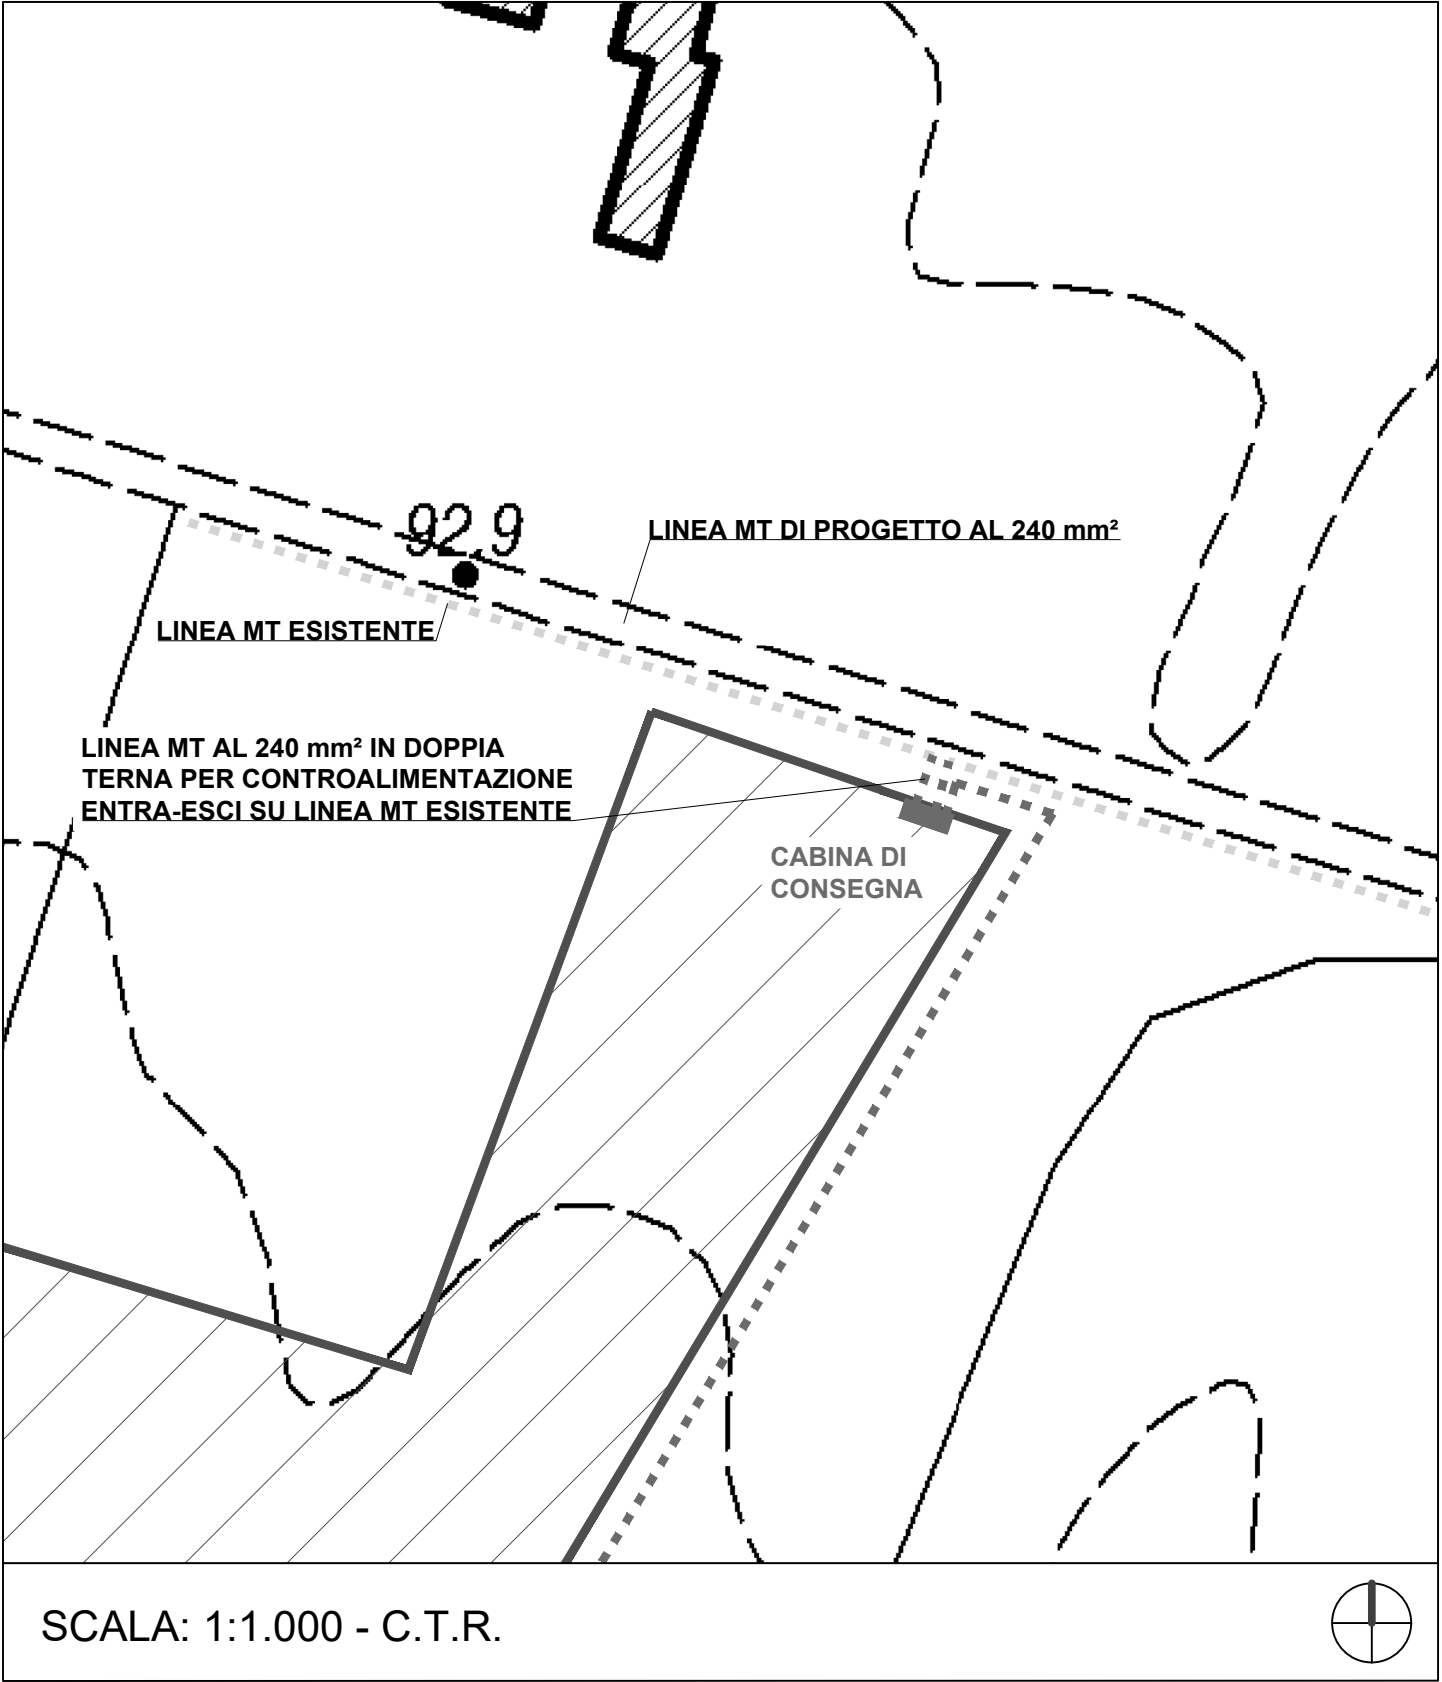 92,9
LINEA MT DI PROGETTO AL 240 mm²
LINEA MT ESISTENTE
LINEA MT AL 240 mm² IN DOPPIA
TERNA PER CONTROALIMENTAZIONE
ENTRA-ESCI SU LINEA MT ESISTENTE
CABINA DI
CONSEGNA
SCALA: 1:1.000 - C.T.R.